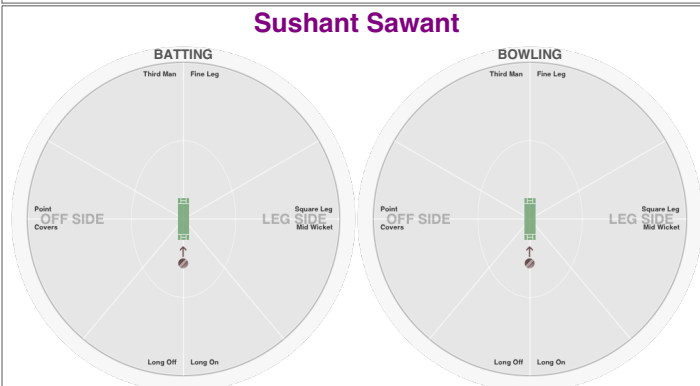 Sushant Sawant
BATTING
BOWLING
Third Man Fine Leg
Third Man Fine Leg
Point
OFF SIDE
Covers
Square Leg
LEG SIDE
Mid Wicket
Point
OFF SIDE
Covers
Square Leg
LEG SIDE
Mid Wicket
Long Off Long On
Long Off Long On